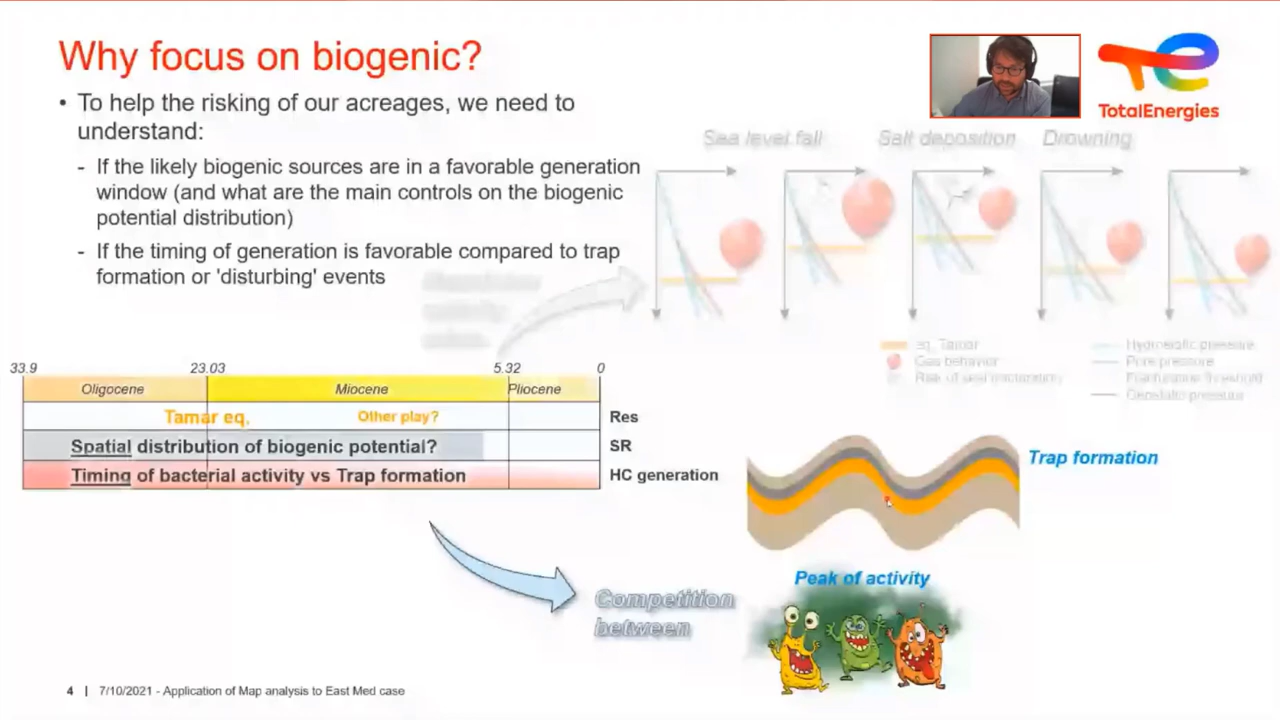 Why focus on biogenic?
TotalEnergies
• To help the risking of our acreages, we need to
understand:
- If the likely biogenic sources are in a favorable generation
window (and what are the main controls on the biogenic
potential distribution)
- If the timing of generation is favorable compared to trap
formation or 'disturbing' events
Sea level fall
Salt deposition
Drowning
eq. Tamar
Gas behavior
Risk of seal fracturation
Hydrostatic pressure
Pore pressure
Fracturation threshold
Geostatic pressure
33.9 23.03 5.32 0
Oligocene Miocene Pliocene
Tamar eq. Other play? Res
Spatial distribution of biogenic potential? SR
Timing of bacterial activity vs Trap formation HC generation
Trap formation
Peak of activity
Competition
between
4 | 7/10/2021 - Application of Map analysis to East Med case